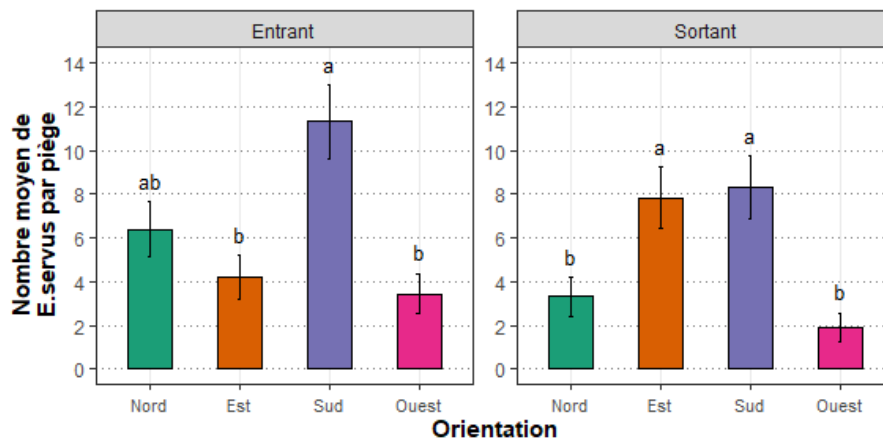 Entrant
Sortant
Nombre moyen de
E.servus par piège
14
12
10
8
6
4
2
0
ab
b
a
b
14
12
10
8
6
4
2
0
b
a
a
b
Nord
Est
Sud
Ouest
Nord
Est
Sud
Ouest
Orientation